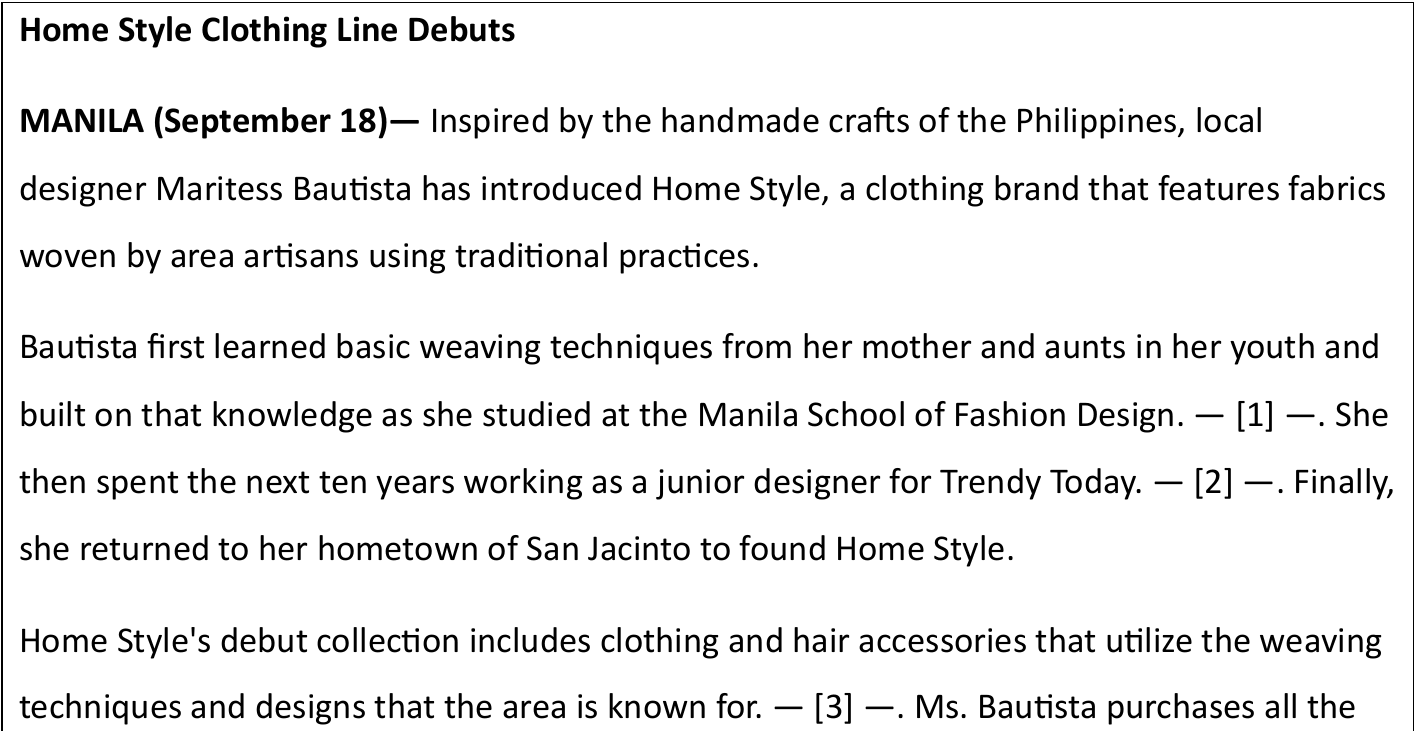 Home Style Clothing Line Debuts
MANILA (September 18)— Inspired by the handmade crafts of the Philippines, local
designer Maritess Bautista has introduced Home Style, a clothing brand that features fabrics
woven by area artisans using traditional practices.
Bautista first learned basic weaving techniques from her mother and aunts in her youth and
built on that knowledge as she studied at the Manila School of Fashion Design. — [1] —. She
then spent the next ten years working as a junior designer for Trendy Today. — [2] —. Finally,
she returned to her hometown of San Jacinto to found Home Style.
Home Style's debut collection includes clothing and hair accessories that utilize the weaving
techniques and designs that the area is known for. — [3] —. Ms. Bautista purchases all the